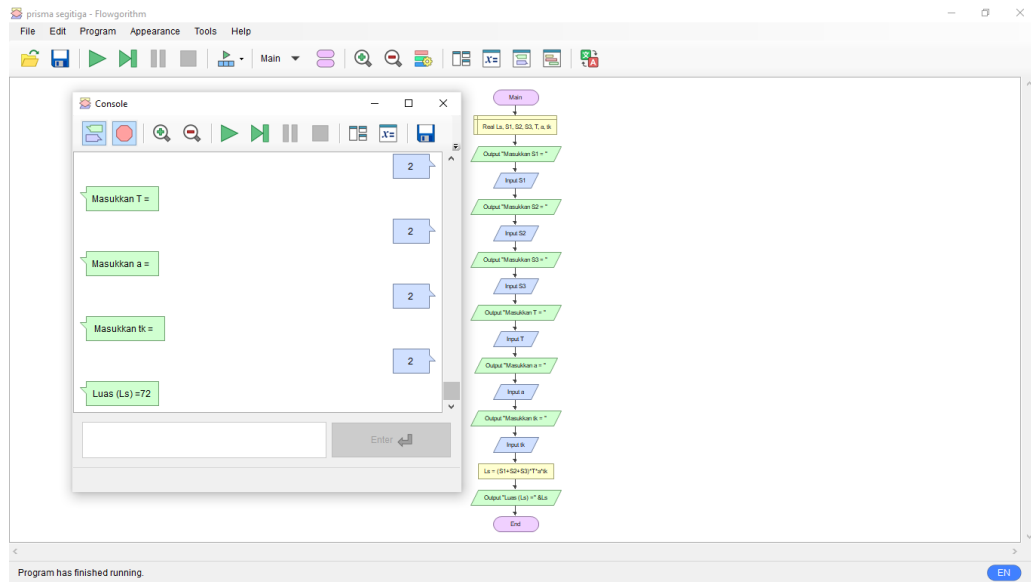 prisma segitiga - Flowgorithm
File Edit Program Appearance Tools Help
Main
Console
2
Masukkan T =
2
Masukkan a =
2
Masukkan tk =
2
Luas (Ls) =72
Enter
Main
Real Ls, S1, S2, S3, T, a, tk
Output "Masukkan S1 = "
Input S1
Output "Masukkan S2 = "
Input S2
Output "Masukkan S3 = "
Input S3
Output "Masukkan T = "
Input T
Output "Masukkan a = "
Input a
Output "Masukkan tk = "
Input tk
Ls = (S1+S2+S3)*T*a*tk
Output "Luas (Ls) =" &Ls
End
Program has finished running.
EN